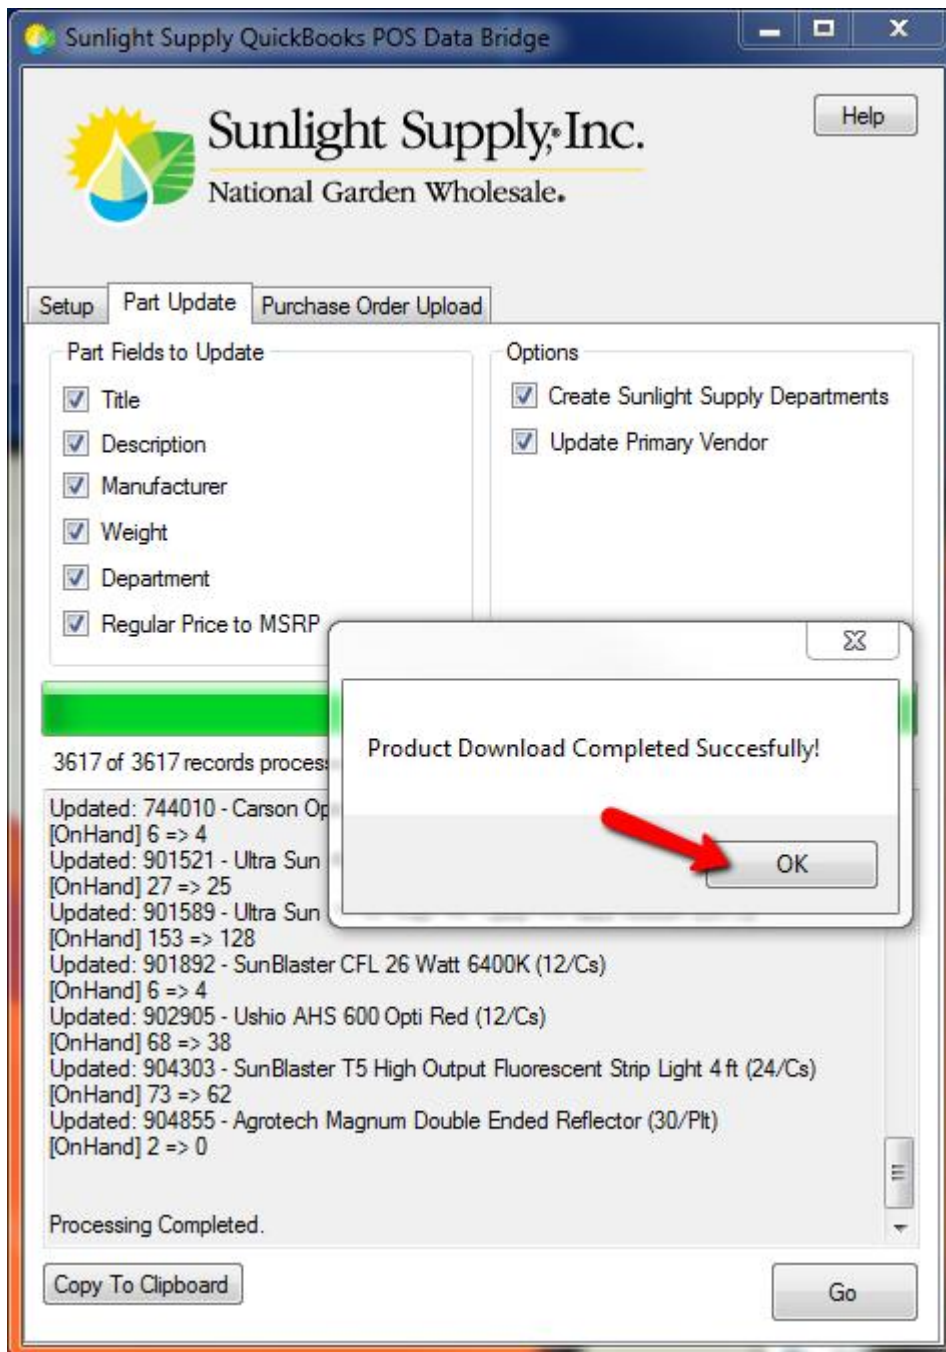 Sunlight Supply QuickBooks POS Data Bridge
Sunlight Supply, Inc.
National Garden Wholesale.
Help
Setup
Part Update
Purchase Order Upload
Part Fields to Update
Title
Description
Manufacturer
Weight
Department
Regular Price to MSRP
Options
Create Sunlight Supply Departments
Update Primary Vendor
Product Download Completed Succesfully!
OK
3617 of 3617 records
Updated: 744010 - Carson
[OnHand] 6 => 4
Updated: 901521 - Ultra Sun
[OnHand] 27 => 25
Updated: 901589 - Ultra Sun
[OnHand] 153 => 128
Updated: 901892 - SunBlaster CFL 26 Watt 6400K (12/Cs)
[OnHand] 6 => 4
Updated: 902905 - Ushio AHS 600 Opti Red (12/Cs)
[OnHand] 68 => 38
Updated: 904303 - SunBlaster T5 High Output Fluorescent Strip Light 4 ft (24/Cs)
[OnHand] 73 => 62
Updated: 904855 - Agrotech Magnum Double Ended Reflector (30/Plt)
[OnHand] 2 => 0
Processing Completed.
Copy To Clipboard
Go